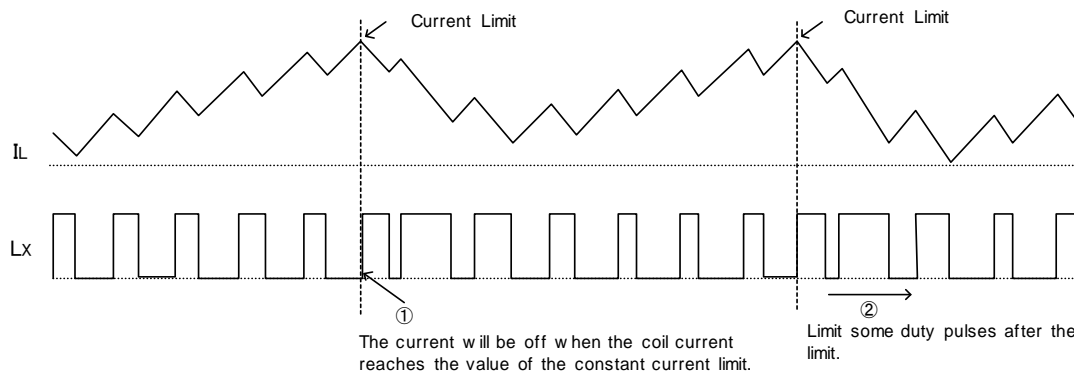 Current Limit
Current Limit
IL
Lx
①
②
The current will be off when the coil current
reaches the value of the constant current limit.
Limit some duty pulses after the
limit.